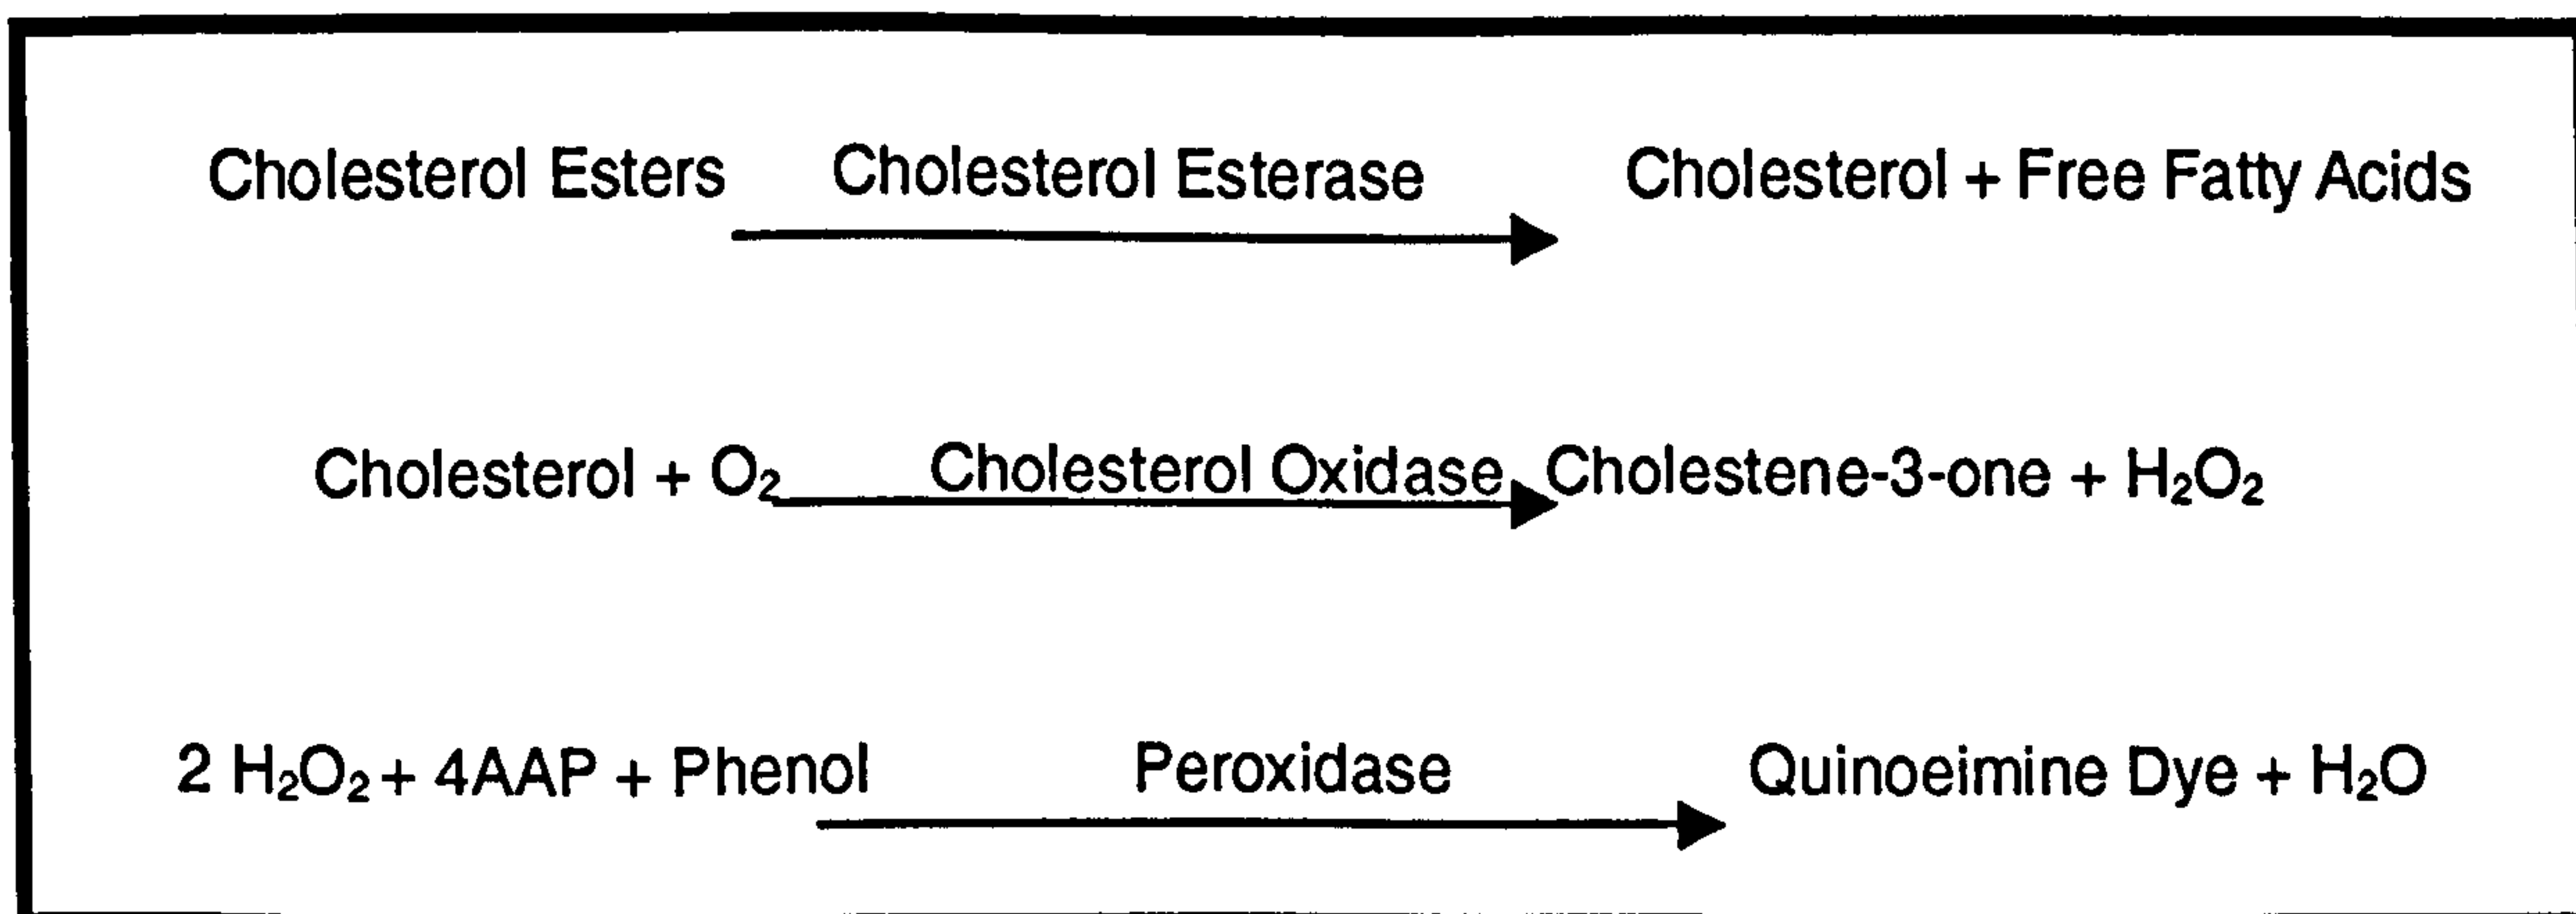 Cholesterol Esters Cholesterol Esterase Cholesterol + Free Fatty Acids
Cholesterol + O₂ Cholesterol Oxidase Cholestene-3-one + H₂O₂
2 H₂O₂ + 4AAP + Phenol Peroxidase Quinoeimine Dye + H₂O